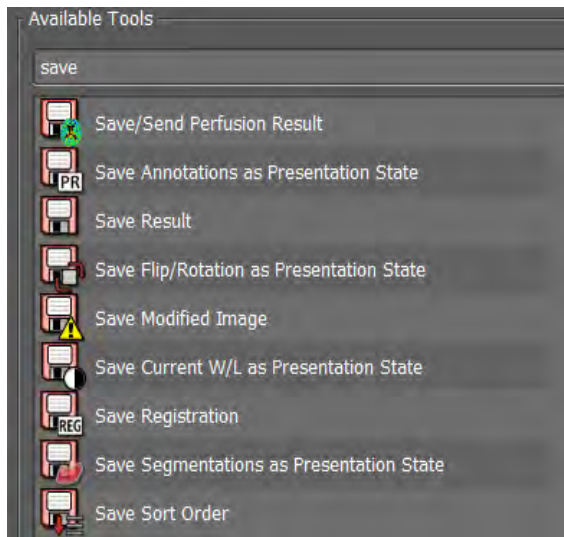 Available Tools
save
Save/Send Perfusion Result
PR
Save Annotations as Presentation State
Save Result
Save Flip/Rotation as Presentation State
Save Modified Image
Save Current W/L as Presentation State
REG
Save Registration
Save Segmentations as Presentation State
Save Sort Order